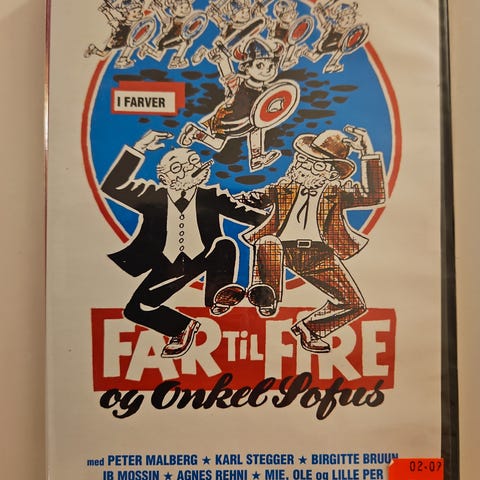 I FARVER
FAR TIL FIRE
og Onkel Sofus
med PETER MALBERG ★ KARL STEGGER ★ BIRGITTE BRUUN
IB MOSSIN ★ AGNES REHNI ★ MIE, OLE og LILLE PER
02-07